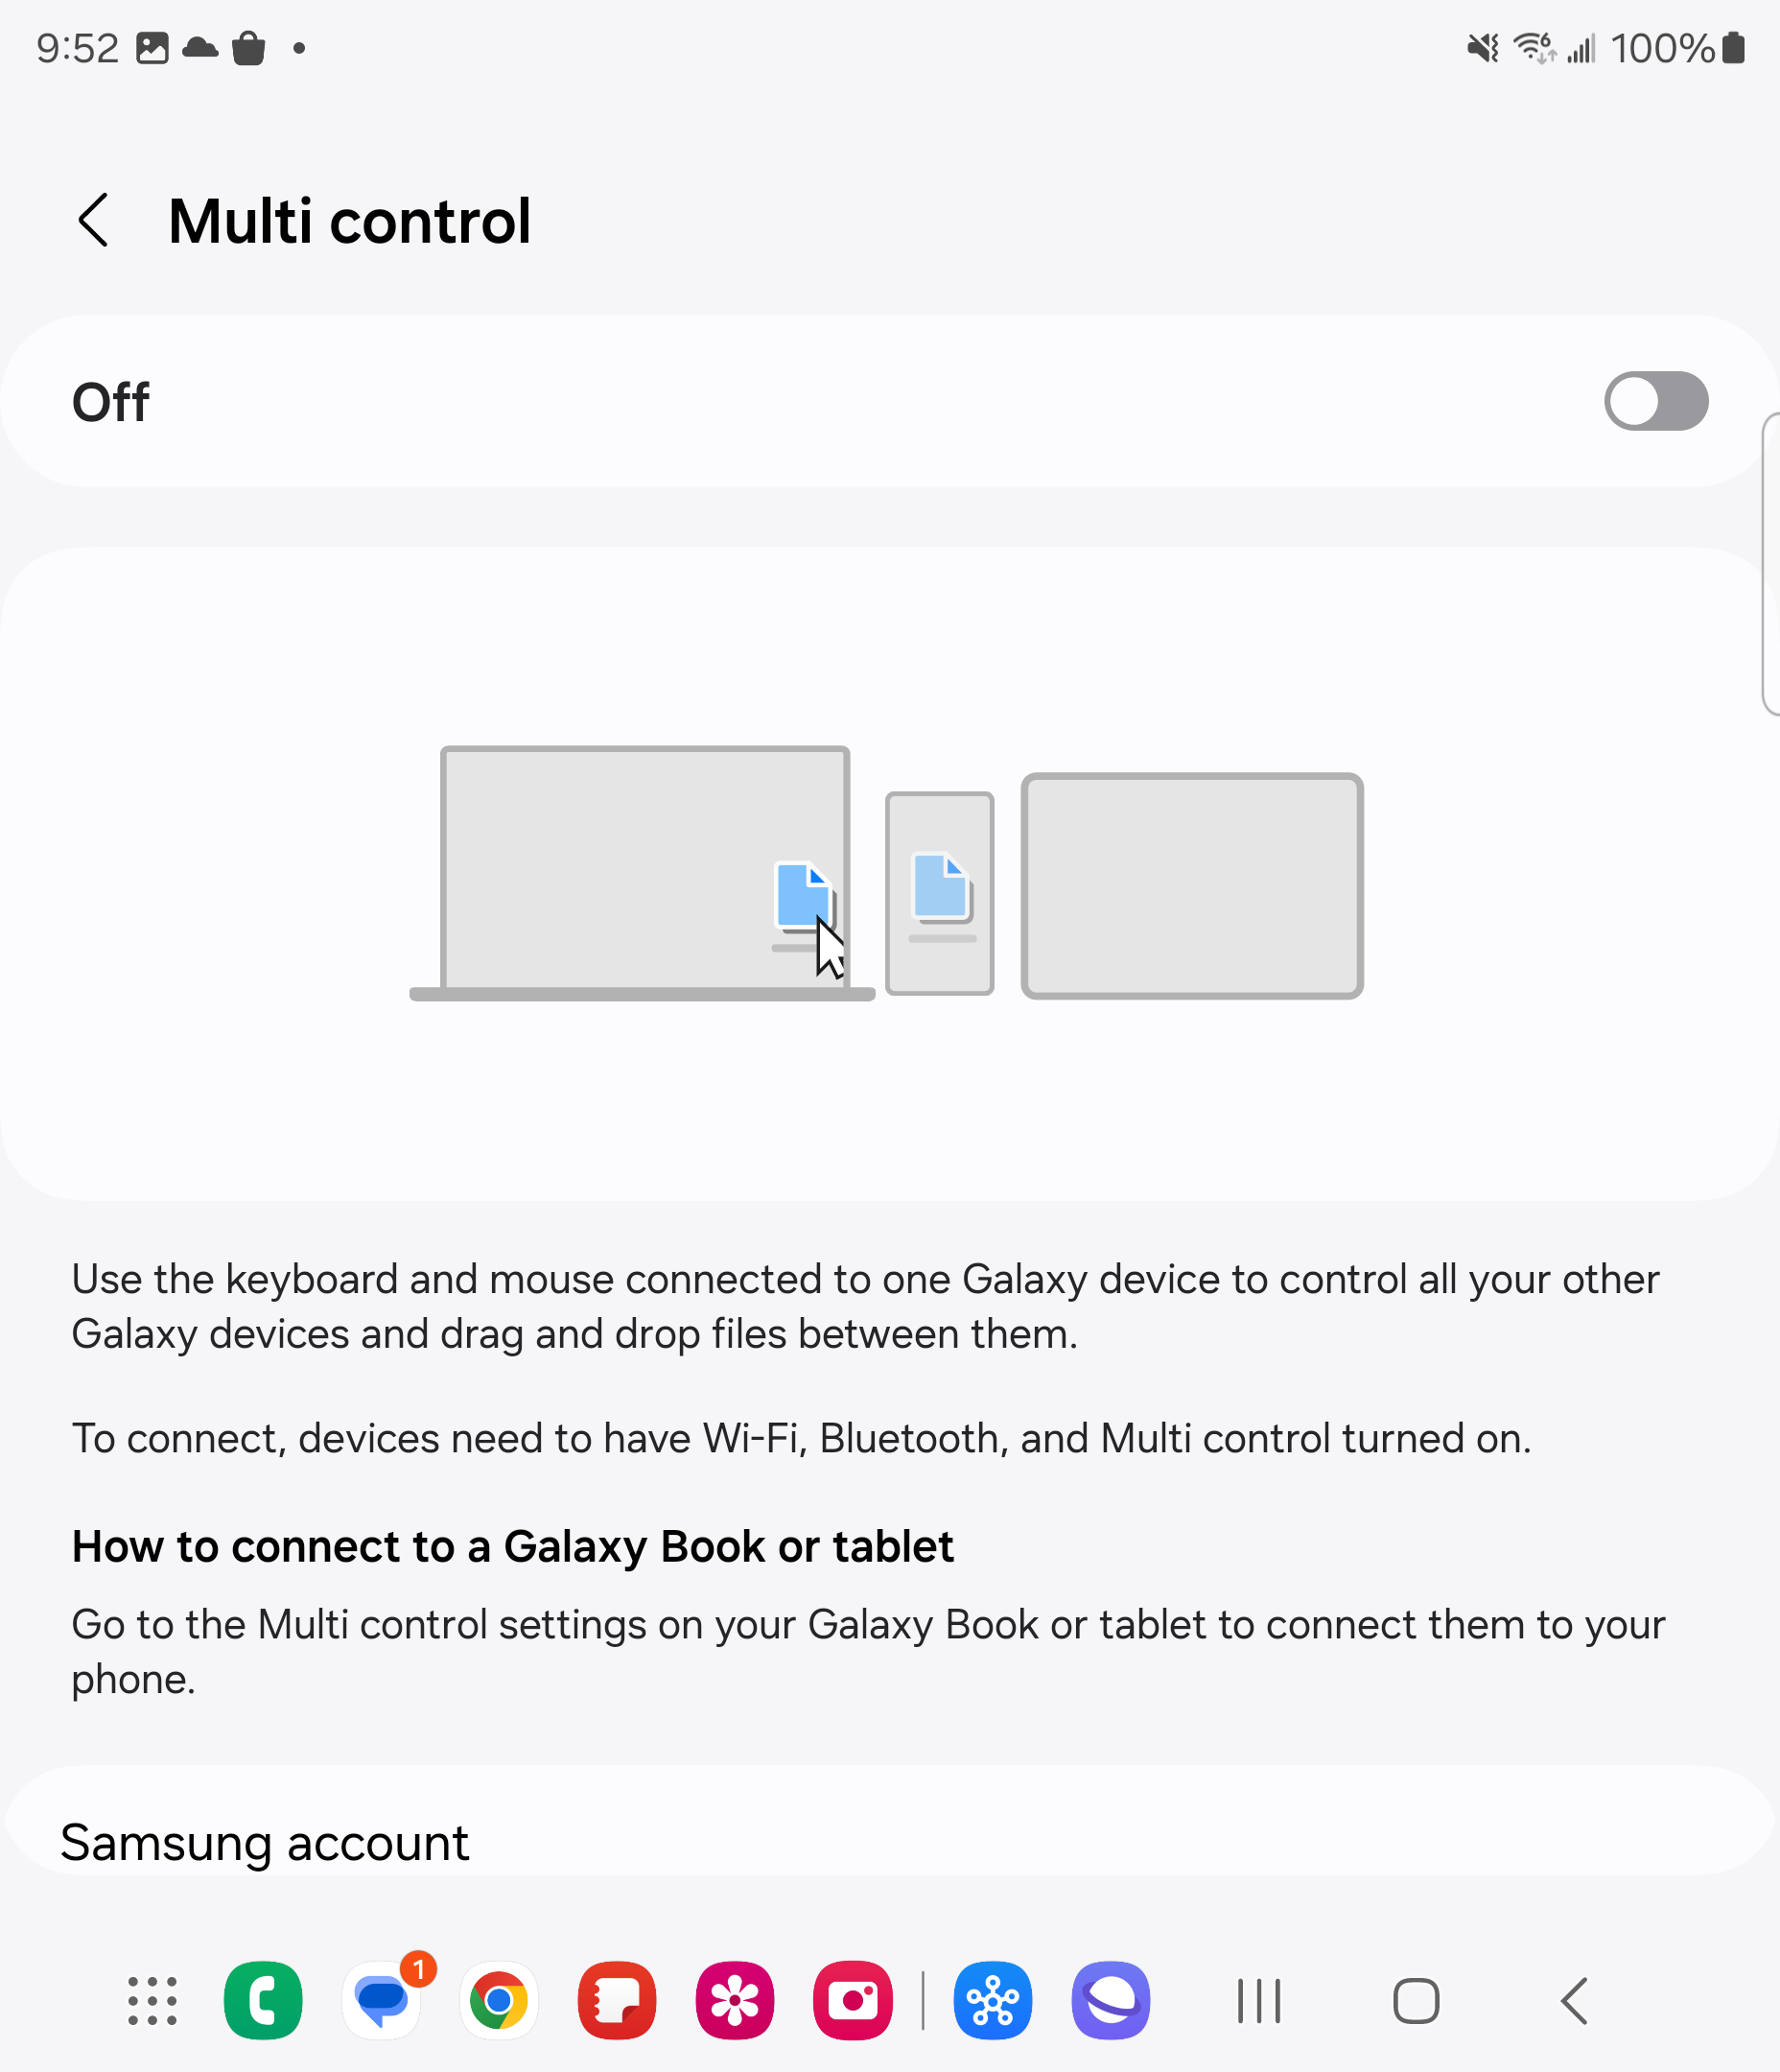 9:52
6
100%
Multi control
Off
Use the keyboard and mouse connected to one Galaxy device to control all your other
Galaxy devices and drag and drop files between them.
To connect, devices need to have Wi-Fi, Bluetooth, and Multi control turned on.
How to connect to a Galaxy Book or tablet
Go to the Multi control settings on your Galaxy Book or tablet to connect them to your
phone.
Samsung account
1